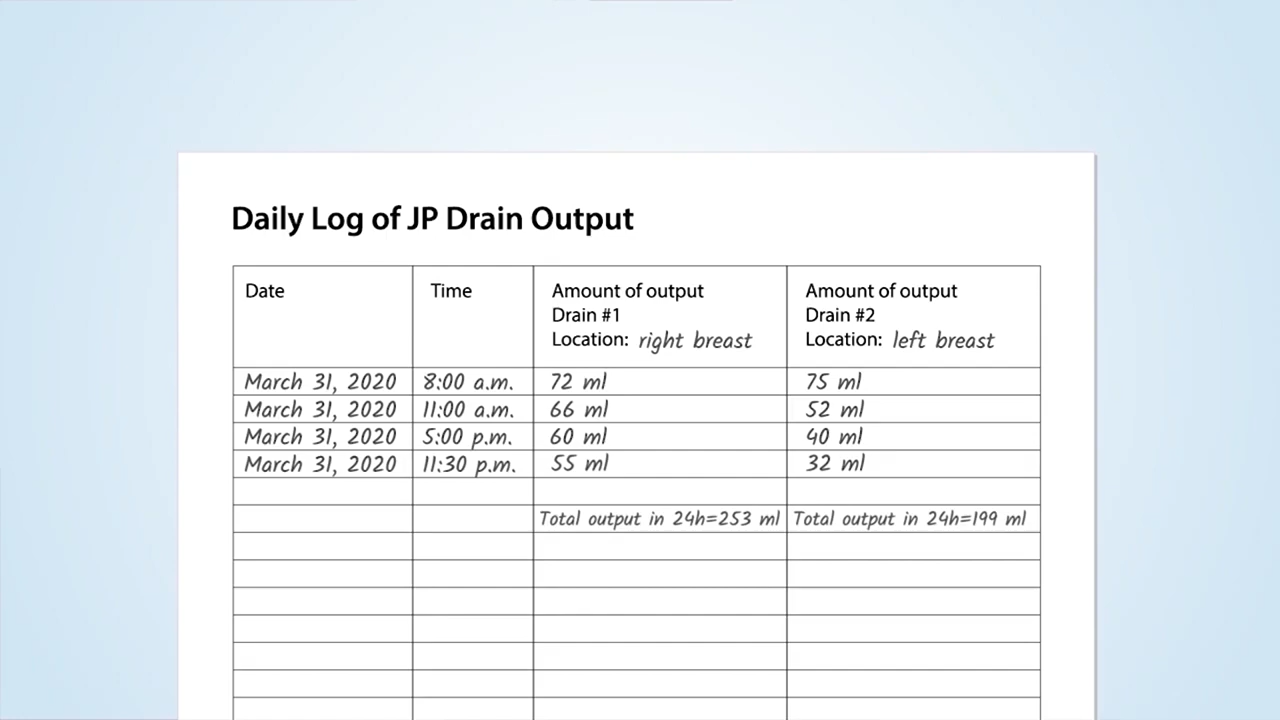 Daily Log of JP Drain Output
Date Time Amount of output Amount of output
Drain #1 Drain #2
Location: right breast Location: left breast
March 31, 2020 8:00 a.m. 72 ml 75 ml
March 31, 2020 11:00 a.m. 66 ml 52 ml
March 31, 2020 5:00 p.m. 60 ml 40 ml
March 31, 2020 11:30 p.m. 55 ml 32 ml
Total output in 24h=253 ml Total output in 24h=199 ml